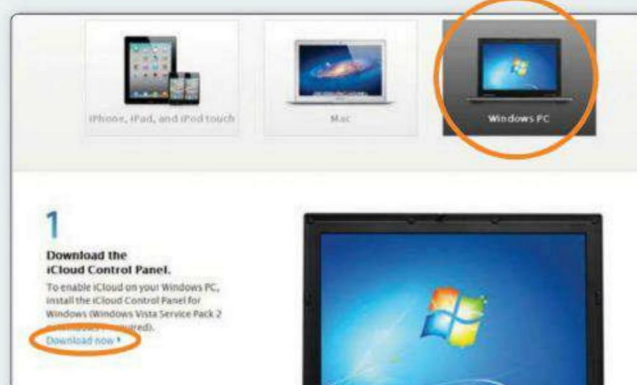 iPhone, iPad, and iPod touch
Mac
Windows PC
1
Download the
iCloud Control Panel.
To enable iCloud on your Windows PC,
install the iCloud Control Panel for
Windows (Windows Vista Service Pack 2
required).
Download now